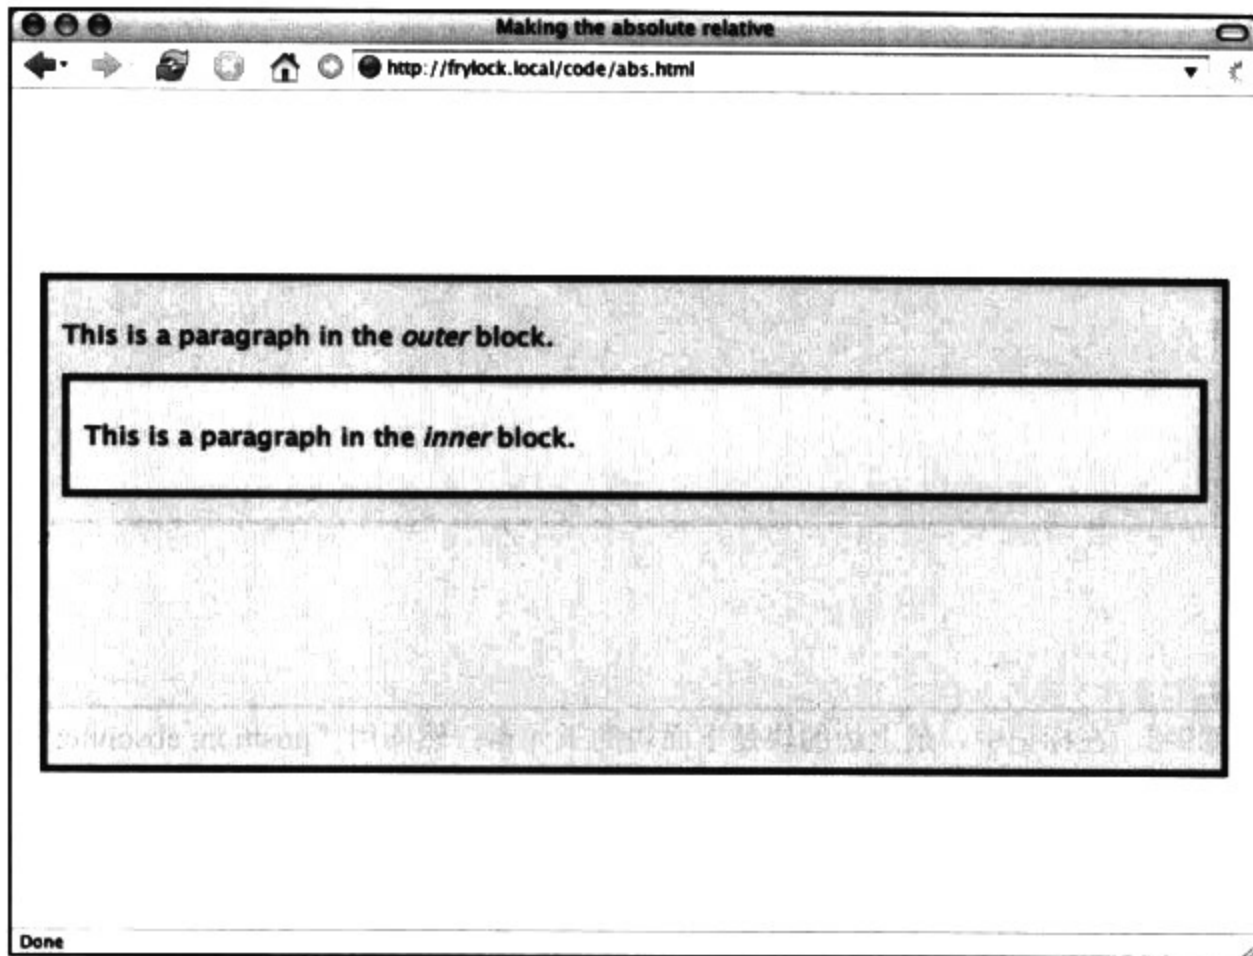 Making the absolute relative
http://frylock.local/code/abs.html
This is a paragraph in the outer block.
This is a paragraph in the inner block.
Done